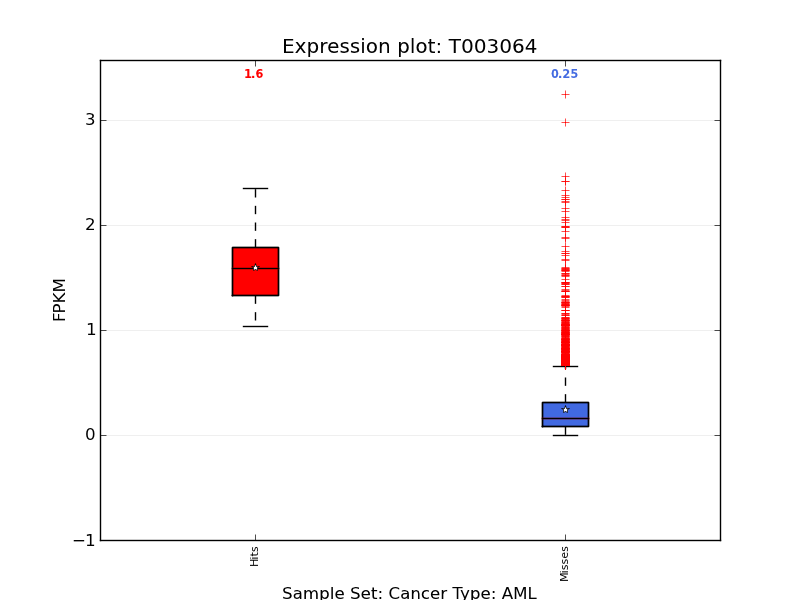 Expression plot: T003064
1.6
0.25
3
2
1
0
−1
FPKM
Hits
Misses
Sample Set: Cancer Type: AML